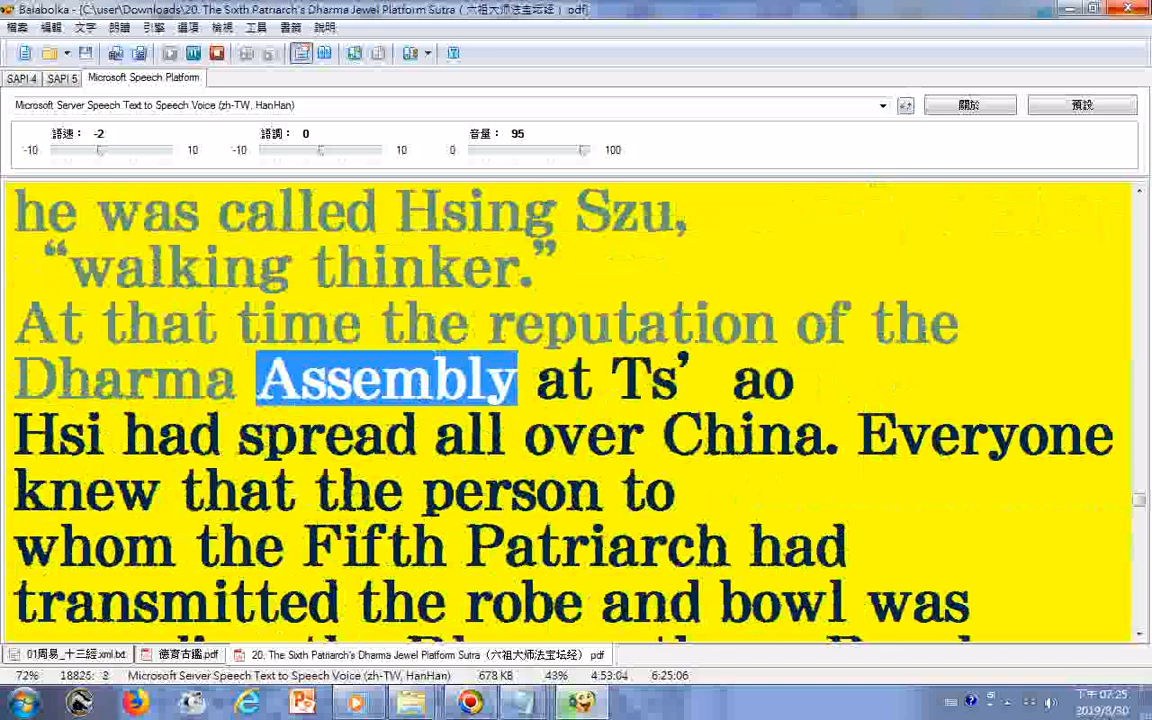 Balabolka - [C:\user\Downloads\20. The Sixth Patriarch's Dharma Jewel Platform Sutra（六祖大师法宝坛经）.pdf]
檔案 編輯 文字 朗讀 引擎 選項 檢視 工具 書籤 說明
SAPI 4 SAPI 5 Microsoft Speech Platform
Microsoft Server Speech Text to Speech Voice (zh-TW, HanHan) 關於 預設
語速： -2 語調： 0 音量： 95
-10 10 -10 10 0 100
he was called Hsing Szu,
“walking thinker.”
At that time the reputation of the
Dharma Assembly at Ts’ ao
Hsi had spread all over China. Everyone
knew that the person to
whom the Fifth Patriarch had
transmitted the robe and bowl was
01周易_十三經.xml.txt 德育古鑑.pdf 20. The Sixth Patriarch's Dharma Jewel Platform Sutra（六祖大师法宝坛经）.pdf
72% 18825: 8 Microsoft Server Speech Text to Speech Voice (zh-TW, HanHan) 678 KB 43% 4:53:04 6:25:06
下午 07:25
2019/8/30